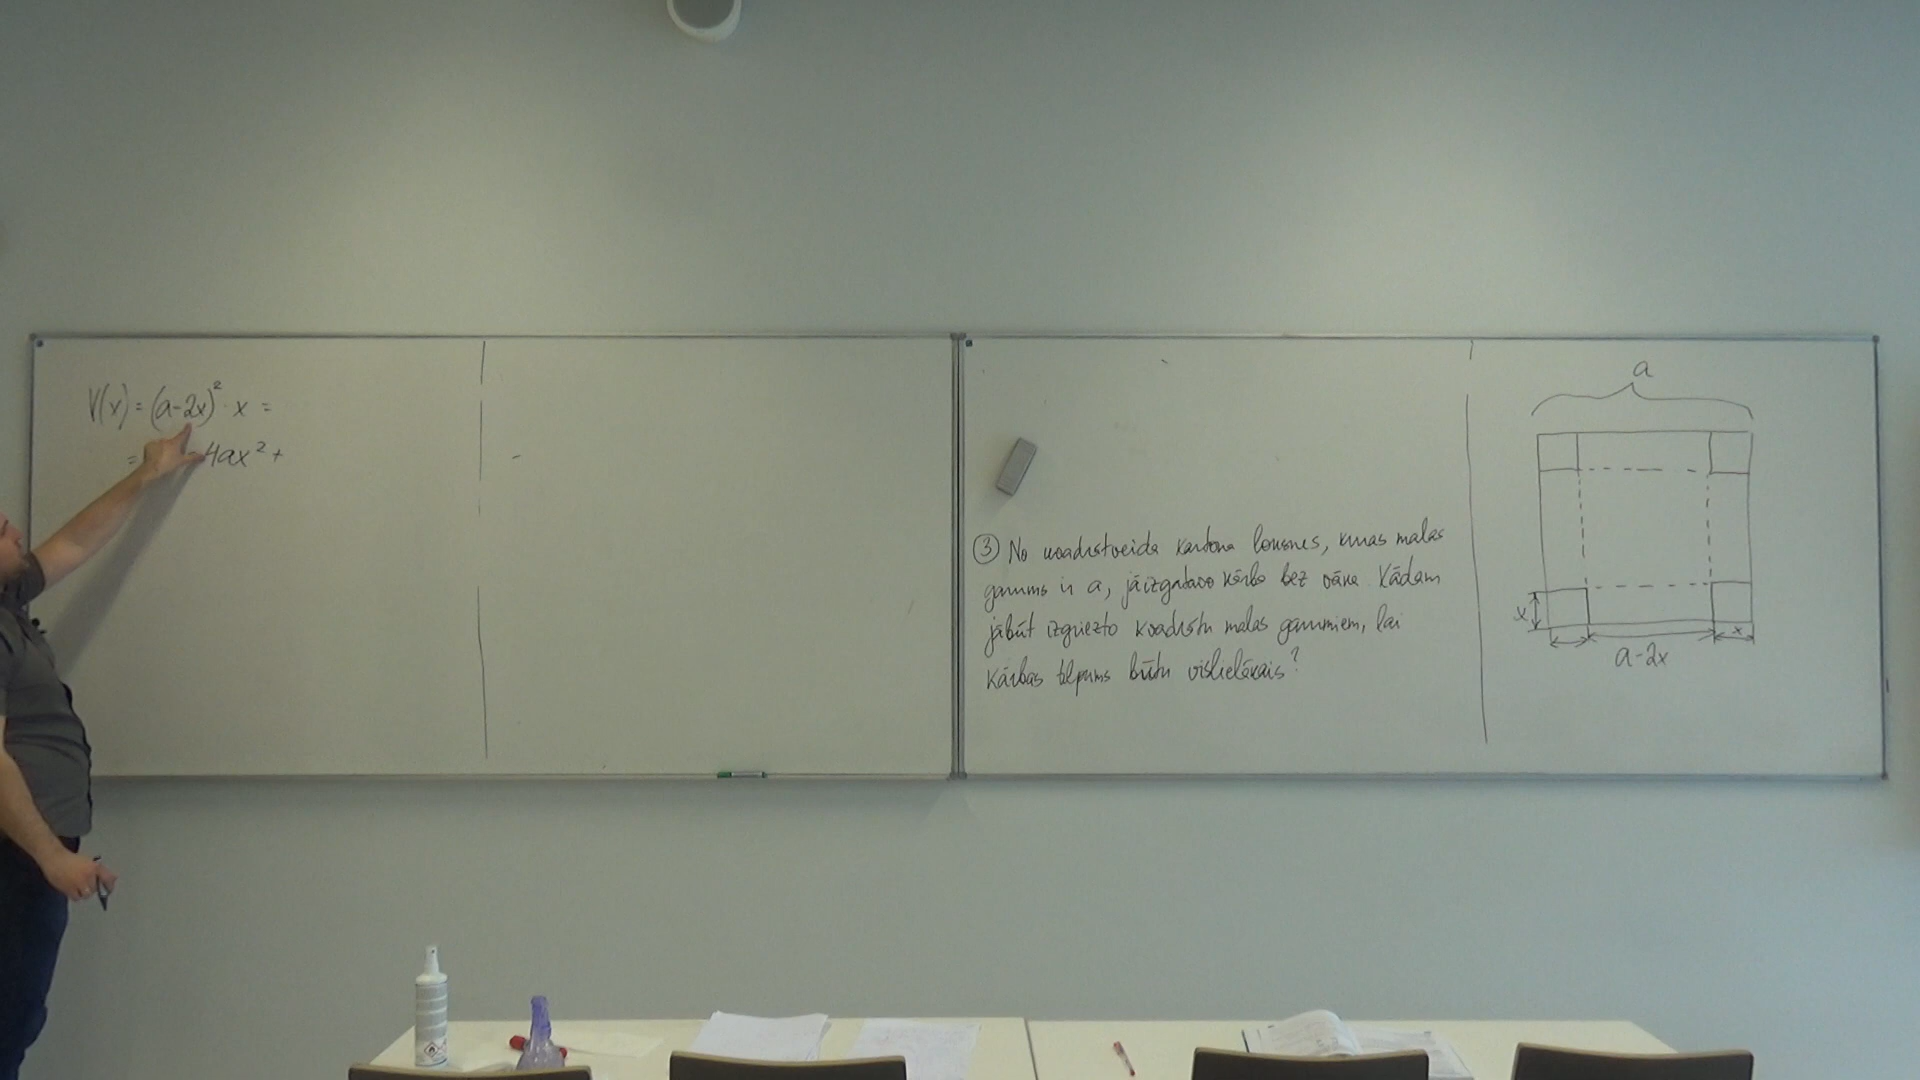 V(x) = (a-2x)² · x =
= - 4ax² +
③ No kvadrātveida kartona loksnes, kuras malas
garums ir a, jāizgatavo kārba bez vāka. Kādam
jābūt izgriezto kvadrātu malas garumiem, lai
kārbas tilpums būtu vislielākais?
a
x
x
a-2x